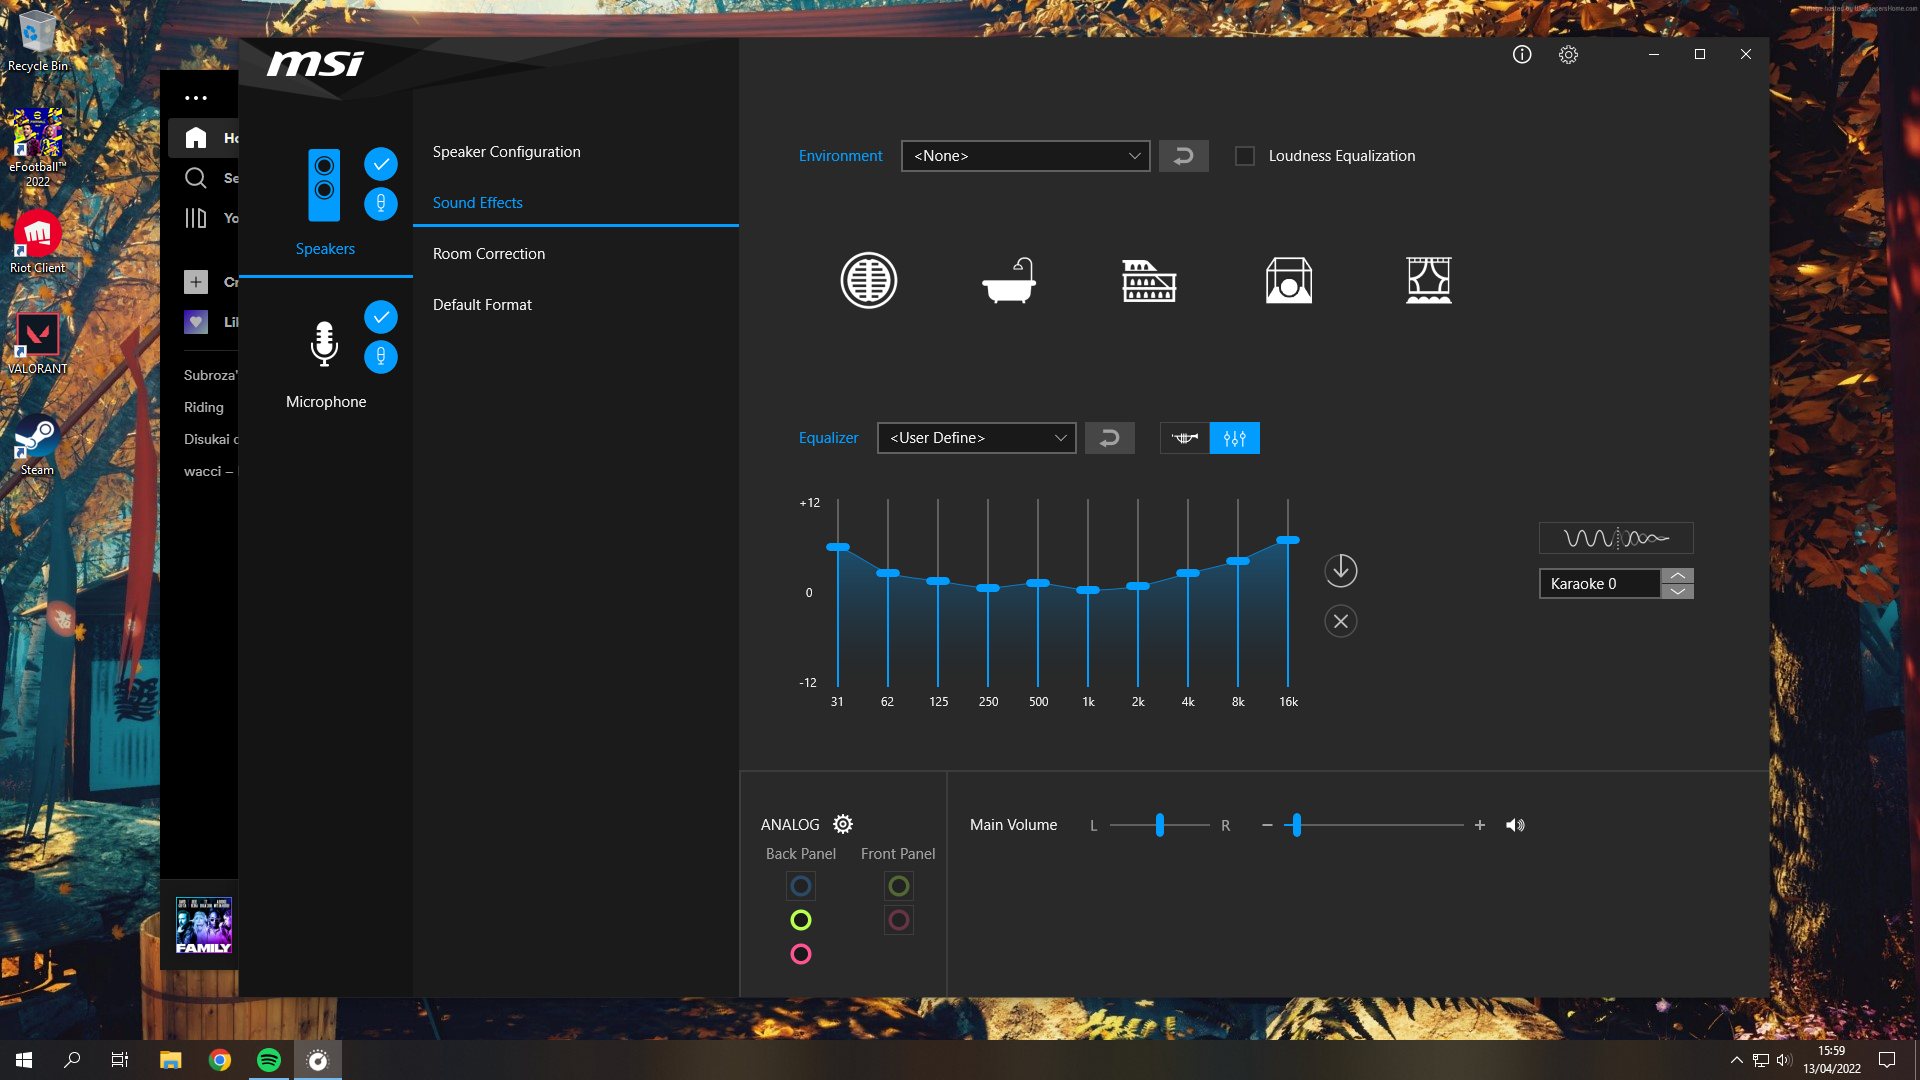 Recycle Bin
eFootball™
2022
Riot Client
VALORANT
Steam
...
Ho
Se
Yo
Cr
Lil
Subroza'
Riding
Disukai
wacci –
FAMILY
msi
Speakers
Microphone
Speaker Configuration
Sound Effects
Room Correction
Default Format
Environment
<None>
Loudness Equalization
Equalizer
<User Define>
+12
0
-12
31 62 125 250 500 1k 2k 4k 8k 16k
Karaoke 0
ANALOG
Back Panel
Front Panel
Main Volume
L
R
15:59
13/04/2022